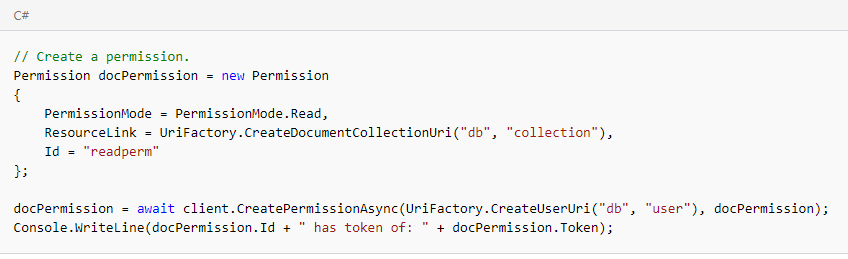 C#
// Create a permission.
Permission docPermission = new Permission
{
    PermissionMode = PermissionMode.Read,
    ResourceLink = UriFactory.CreateDocumentCollectionUri("db", "collection"),
    Id = "readperm"
};
docPermission = await client.CreatePermissionAsync(UriFactory.CreateUserUri("db", "user"), docPermission);
Console.WriteLine(docPermission.Id + " has token of: " + docPermission.Token);